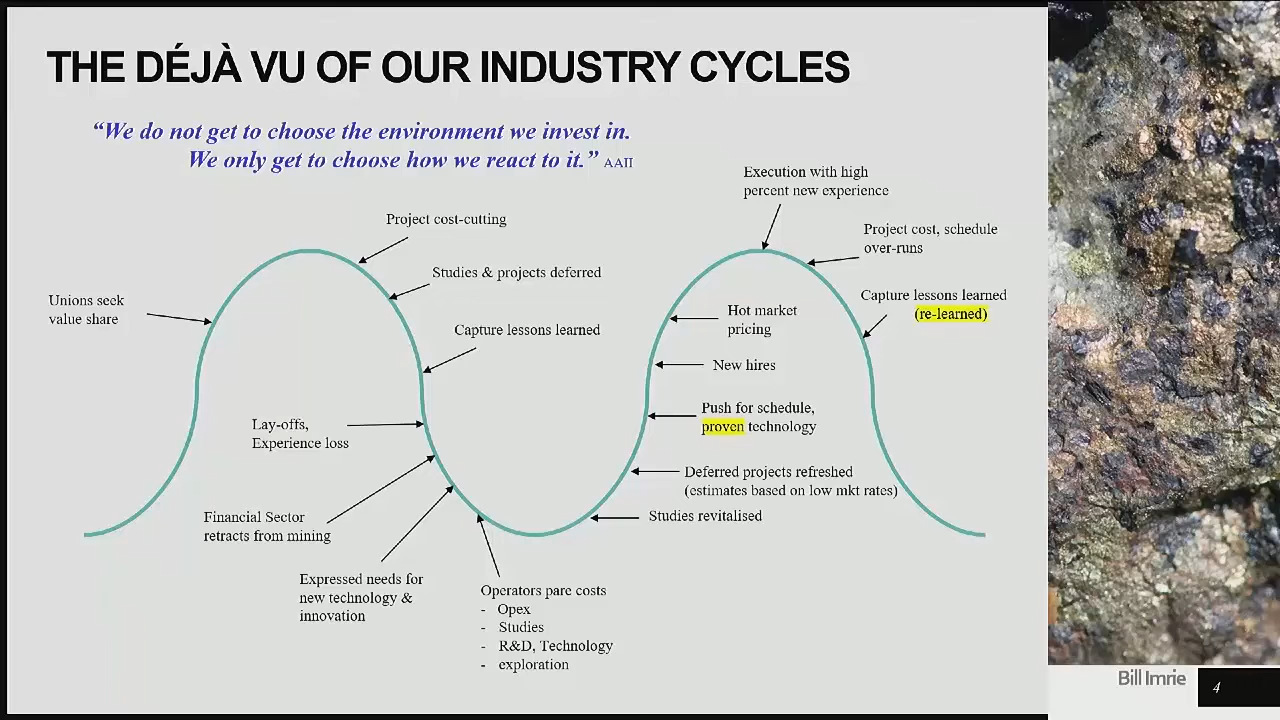 THE DÉJÀ VU OF OUR INDUSTRY CYCLES
“We do not get to choose the environment we invest in.
We only get to choose how we react to it.” AAII
Unions seek
value share
Project cost-cutting
Studies & projects deferred
Capture lessons learned
Lay-offs,
Experience loss
Financial Sector
retracts from mining
Expressed needs for
new technology &
innovation
Operators pare costs
- Opex
- Studies
- R&D, Technology
- exploration
Studies revitalised
Deferred projects refreshed
(estimates based on low mkt rates)
Push for schedule,
proven technology
New hires
Hot market
pricing
Execution with high
percent new experience
Project cost, schedule
over-runs
Capture lessons learned
(re-learned)
Bill Imrie
4